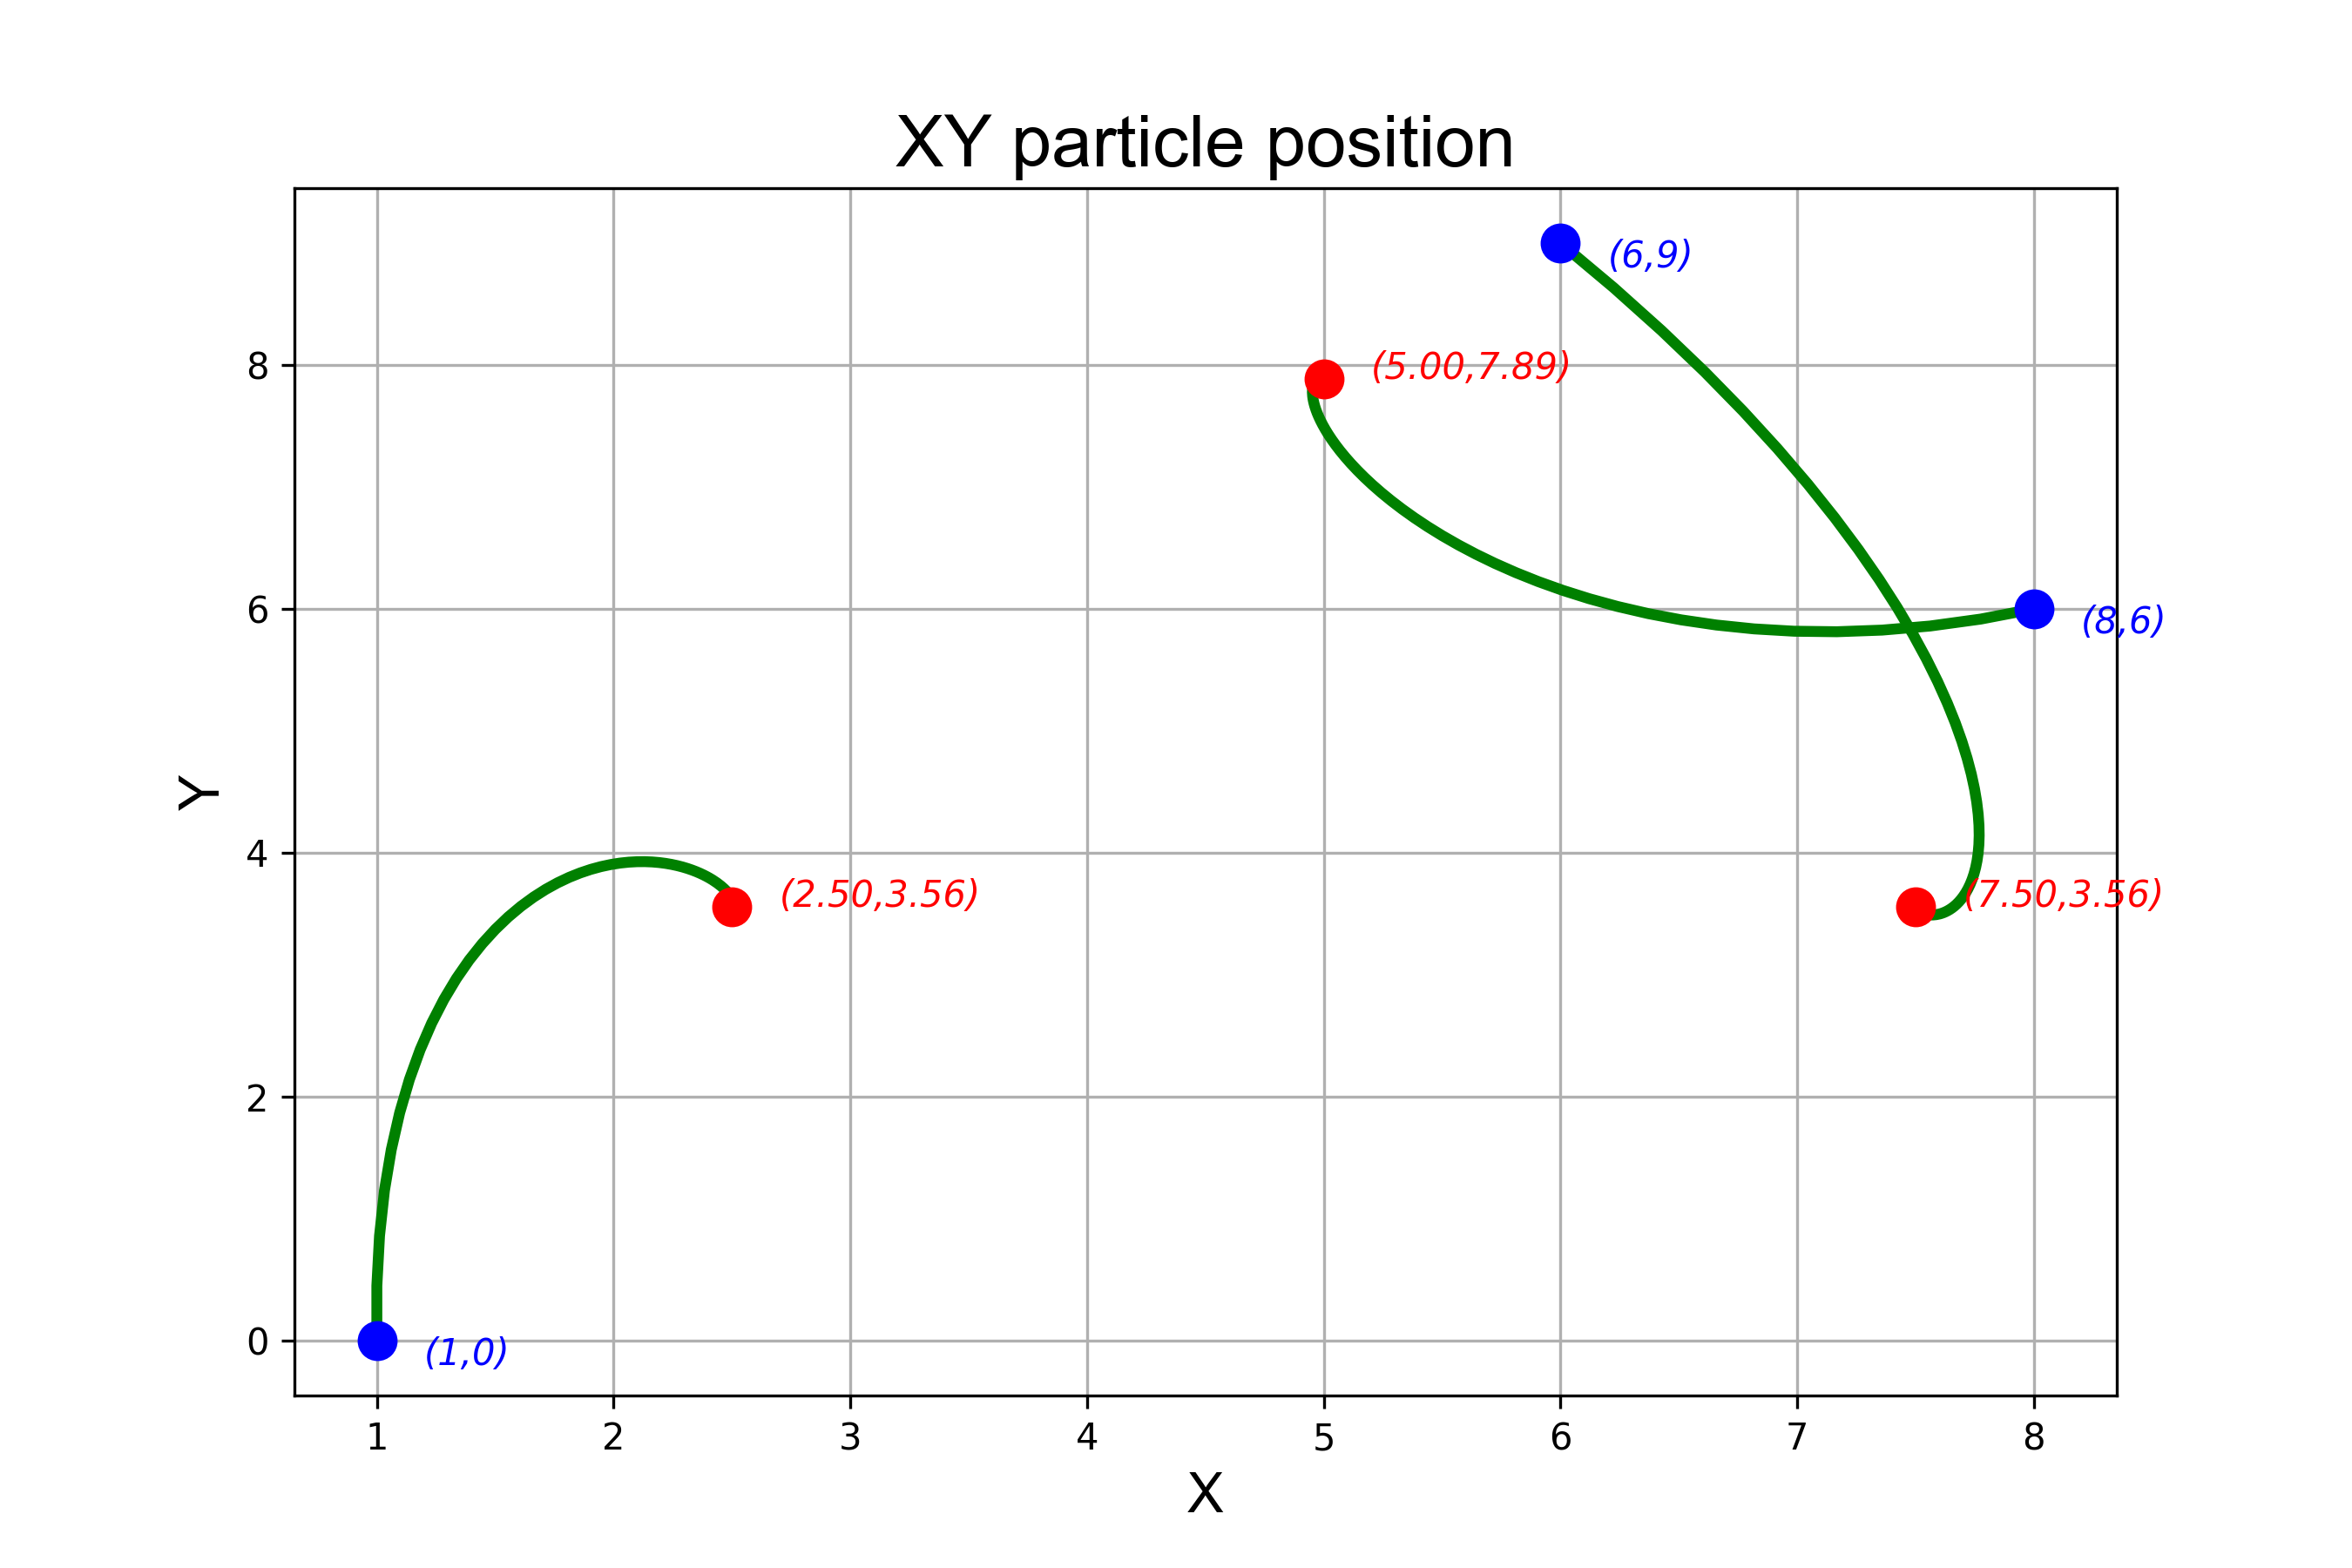 XY particle position
(6,9)
(5.00,7.89)
8
6
(8,6)
Y
4
(2.50,3.56)
(7.50,3.56)
2
0
(1,0)
1 2 3 4 5 6 7 8
X